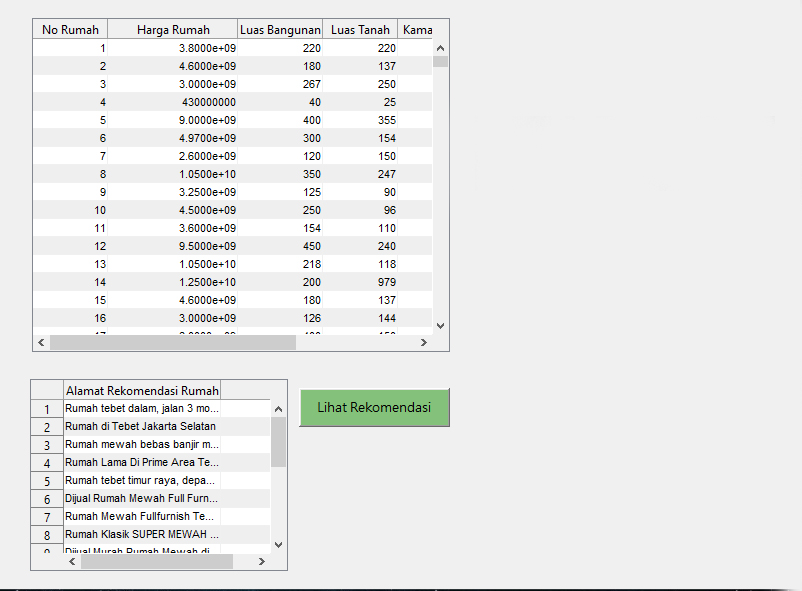 No Rumah Harga Rumah Luas Bangunan Luas Tanah Kama
1 3.8000e+09 220 220
2 4.6000e+09 180 137
3 3.0000e+09 267 250
4 430000000 40 25
5 9.0000e+09 400 355
6 4.9700e+09 300 154
7 2.6000e+09 120 150
8 1.0500e+10 350 247
9 3.2500e+09 125 90
10 4.5000e+09 250 96
11 3.6000e+09 154 110
12 9.5000e+09 450 240
13 1.0500e+10 218 118
14 1.2500e+10 200 979
15 4.6000e+09 180 137
16 3.0000e+09 126 144
17
Alamat Rekomendasi Rumah
1 Rumah tebet dalam, jalan 3 mo...
2 Rumah di Tebet Jakarta Selatan
3 Rumah mewah bebas banjir m...
4 Rumah Lama Di Prime Area Te...
5 Rumah tebet timur raya, depa...
6 Dijual Rumah Mewah Full Furn...
7 Rumah Mewah Fullfurnish Te...
8 Rumah Klasik SUPER MEWAH ...
9 Dijual Murah Rumah Mewah di
Lihat Rekomendasi